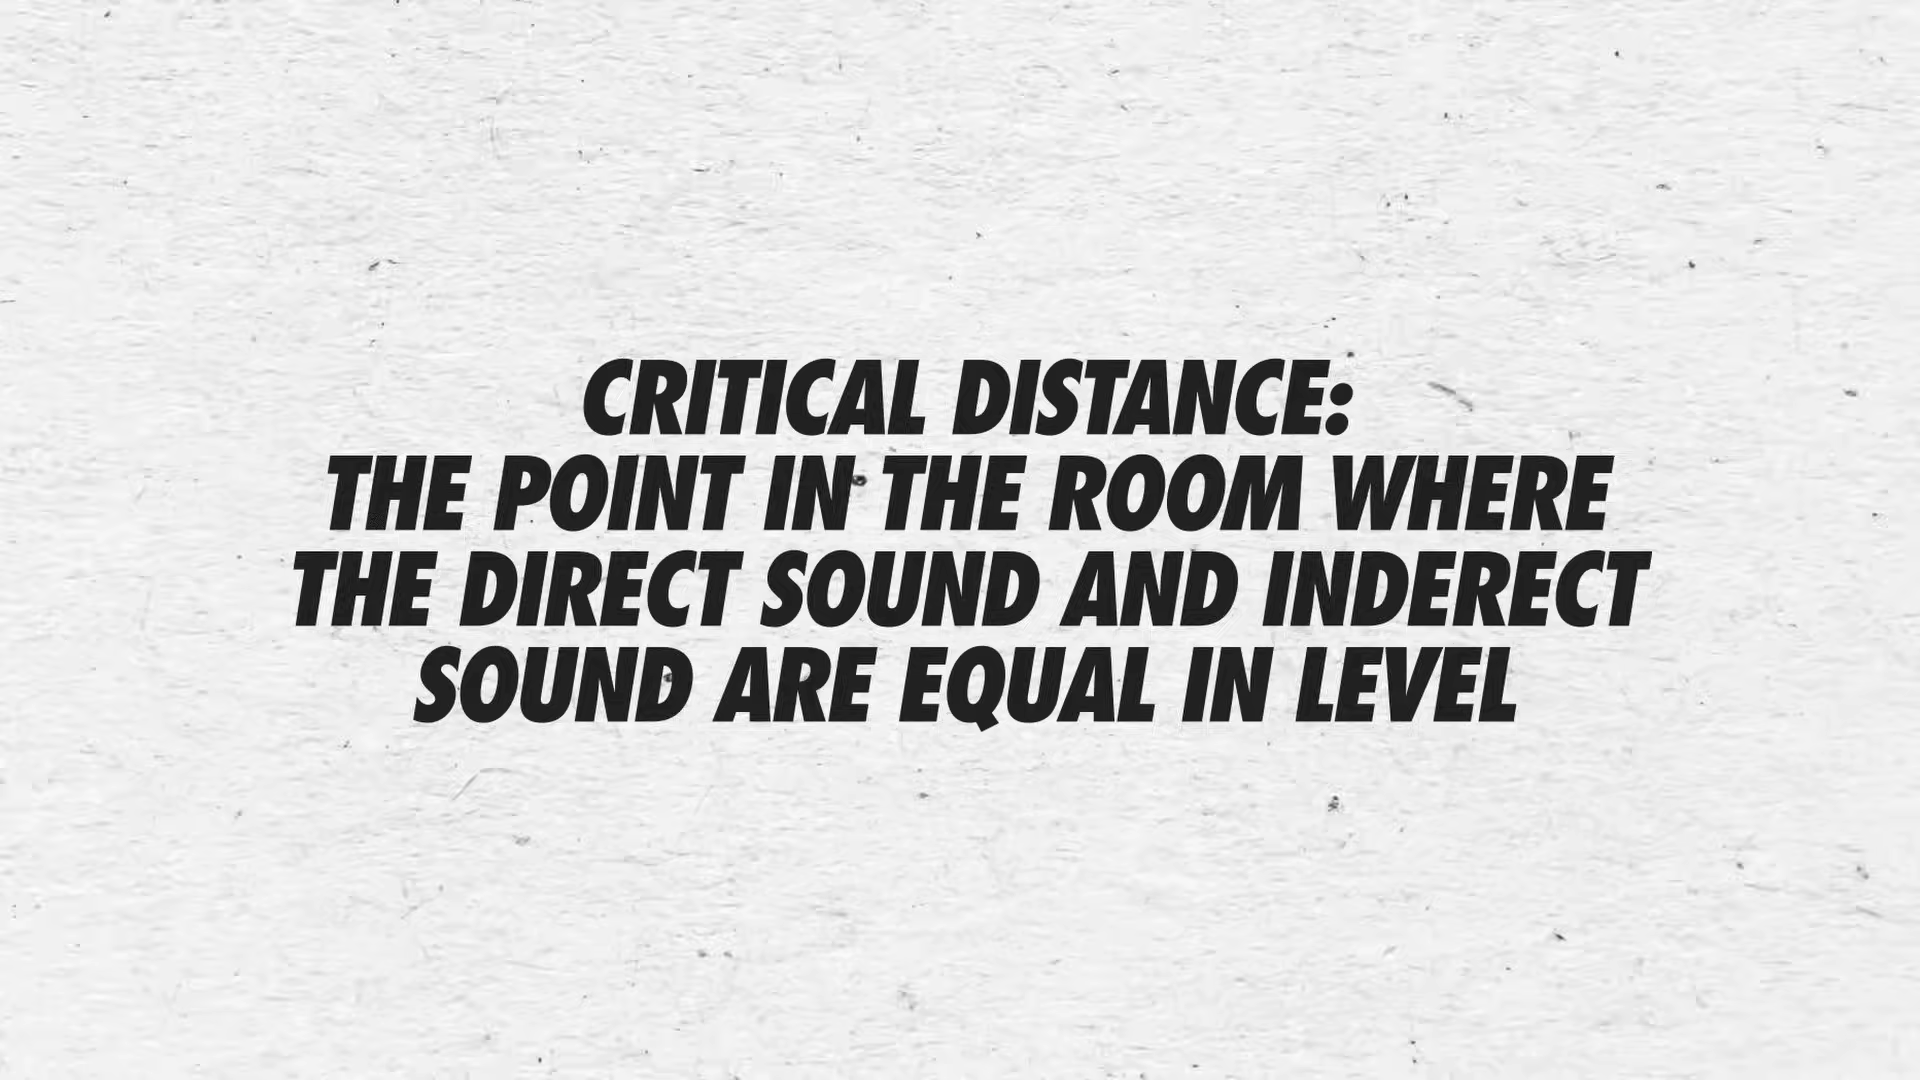 CRITICAL DISTANCE:
THE POINT IN THE ROOM WHERE
THE DIRECT SOUND AND INDERECT
SOUND ARE EQUAL IN LEVEL